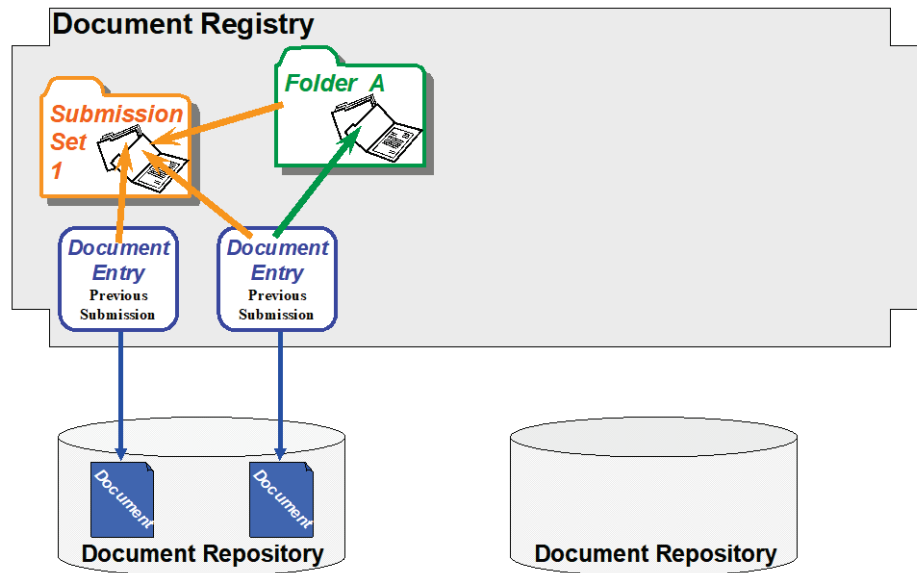 Document Registry
Folder A
Submission
Set
1
Document
Entry
Previous
Submission
Document
Entry
Previous
Submission
Document
Document
Document Repository
Document Repository